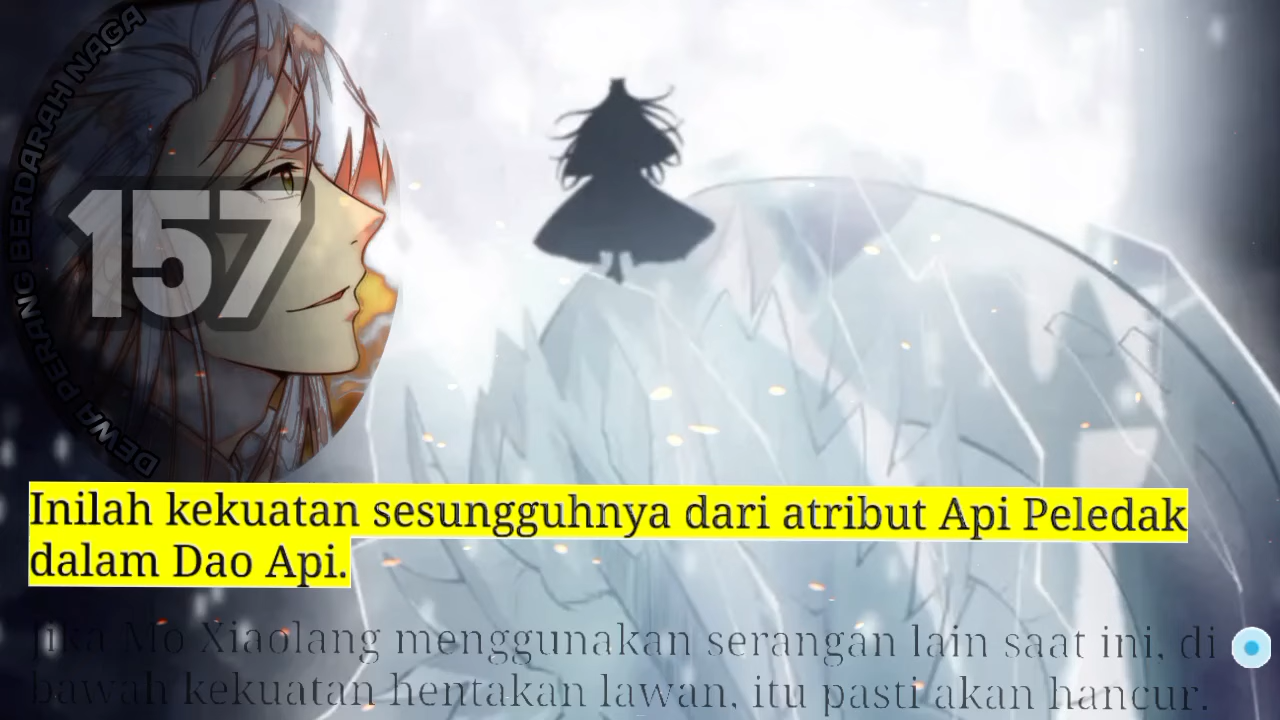 DEWA PERANG BERDARAH NAGA
157
Inilah kekuatan sesungguhnya dari atribut Api Peledak
dalam Dao Api.
Jika Mo Xiaolang menggunakan serangan lain saat ini, di
bawah kekuatan hentakan lawan, itu pasti akan hancur.